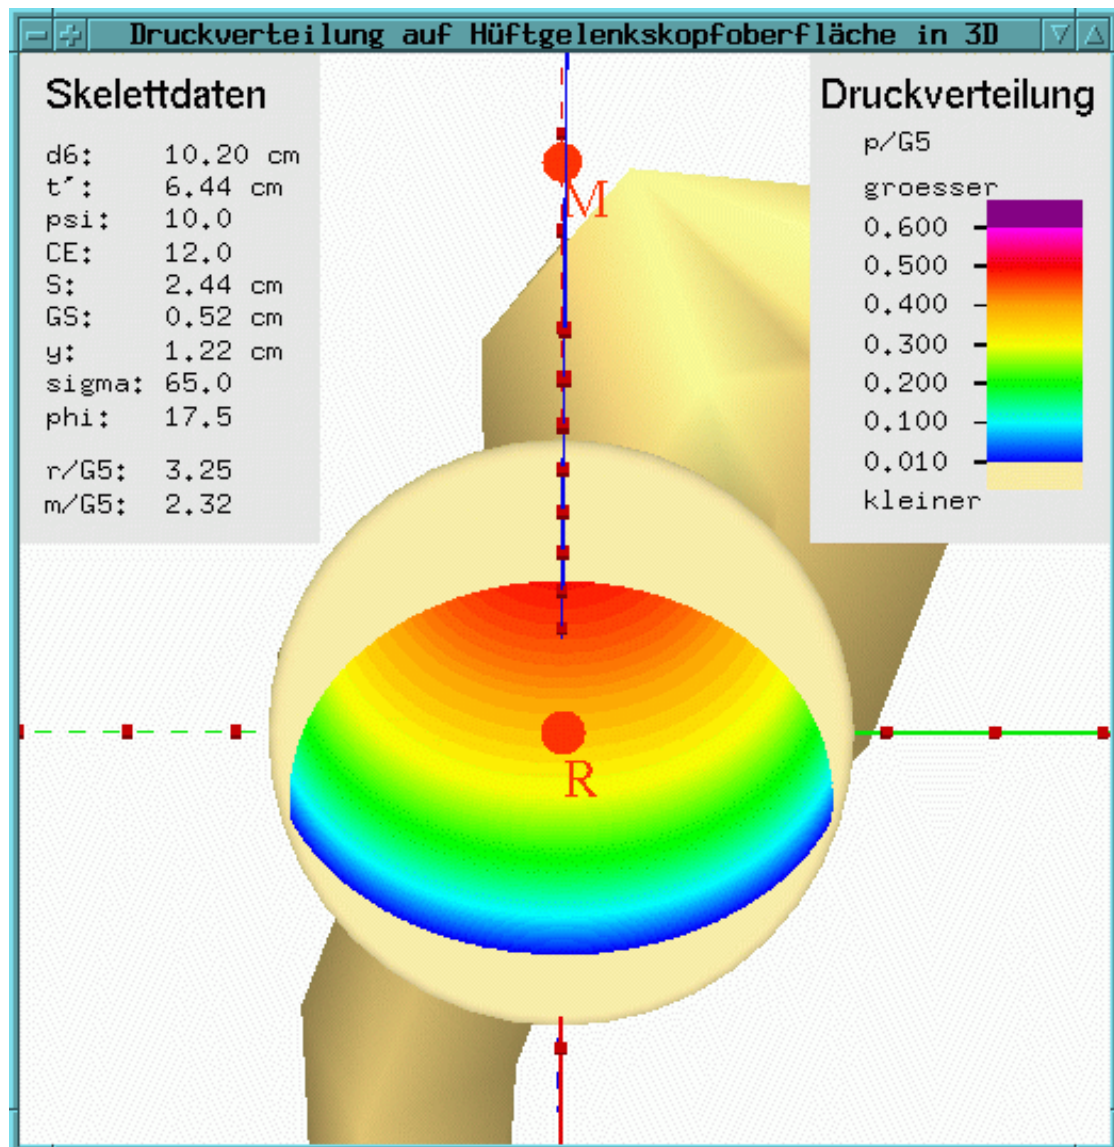 Druckverteilung auf Hüftgelenkskopfoberfläche in 3D
Skelettdaten
d6: 10.20 cm
t´: 6.44 cm
psi: 10.0
CE: 12.0
S: 2.44 cm
GS: 0.52 cm
y: 1.22 cm
sigma: 65.0
phi: 17.5
r/G5: 3.25
m/G5: 2.32
Druckverteilung
p/G5
groesser
0.600
0.500
0.400
0.300
0.200
0.100
0.010
kleiner
M
R